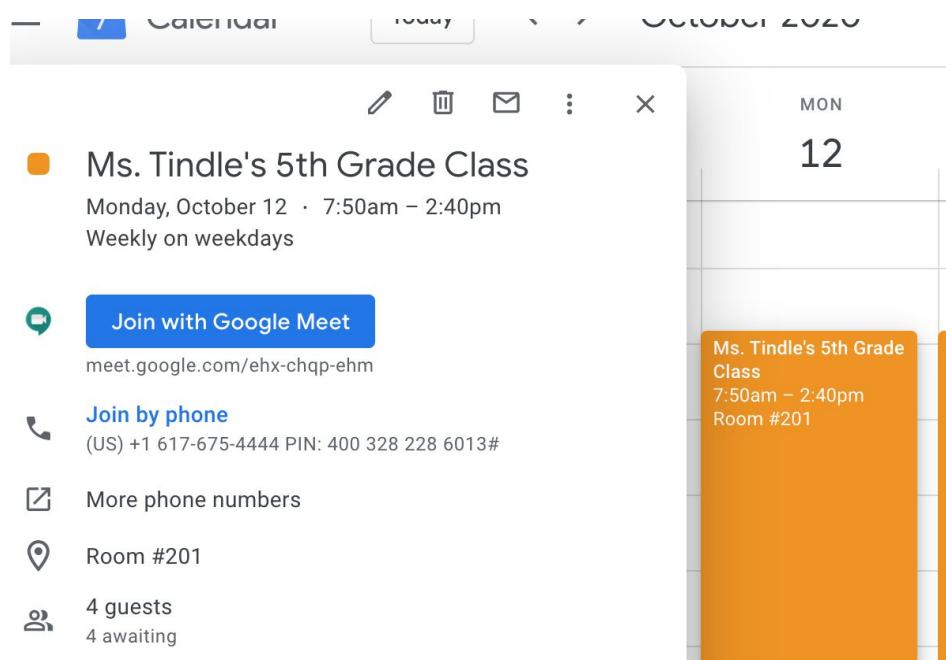 Calendar
Today
October 2020
Ms. Tindle's 5th Grade Class
Monday, October 12 · 7:50am – 2:40pm
Weekly on weekdays
Join with Google Meet
meet.google.com/ehx-chqp-ehm
Join by phone
(US) +1 617-675-4444 PIN: 400 328 228 6013#
More phone numbers
Room #201
4 guests
4 awaiting
MON
12
Ms. Tindle's 5th Grade
Class
7:50am – 2:40pm
Room #201